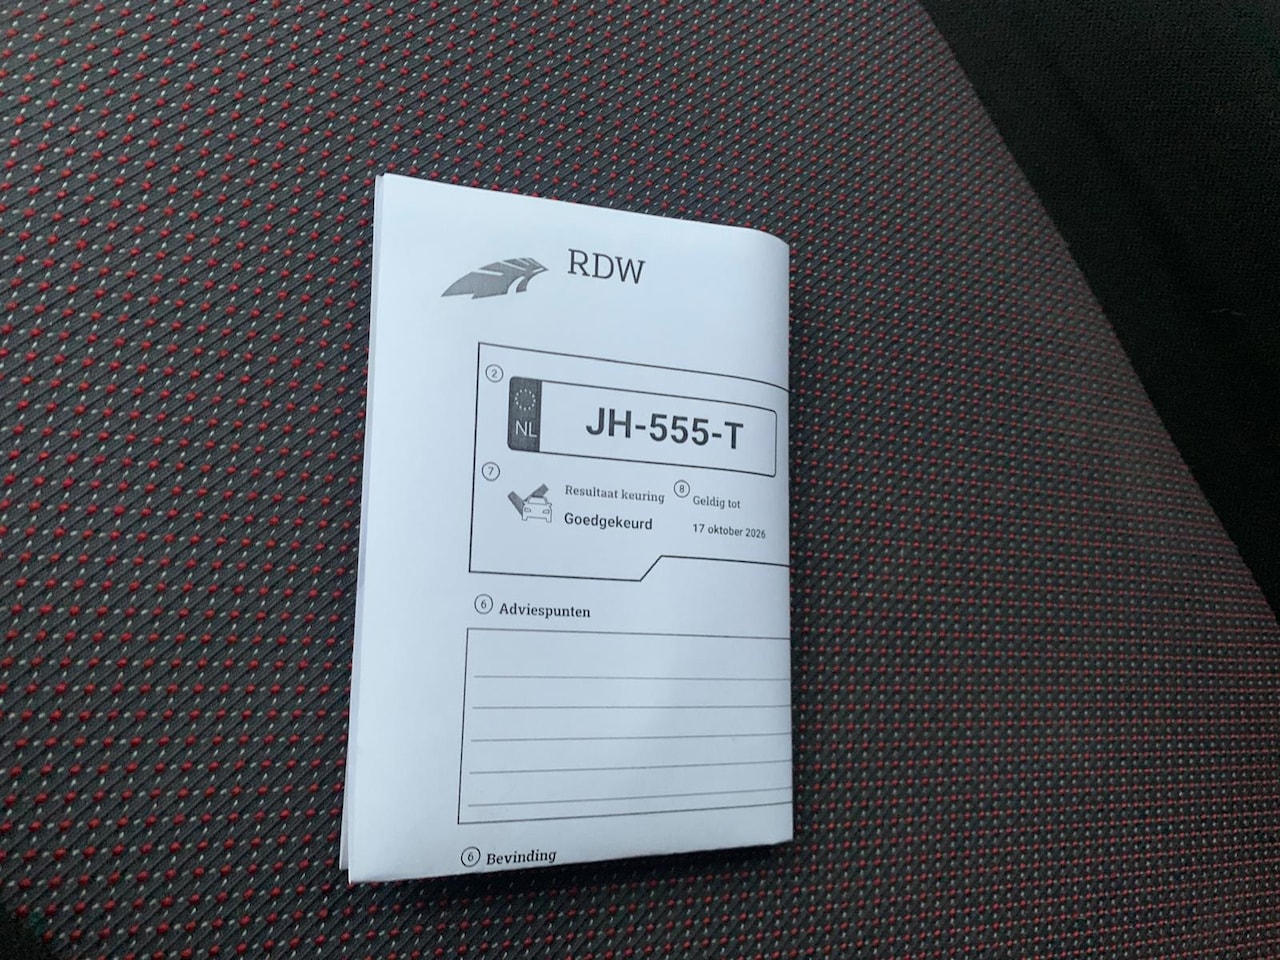 RDW
2
NL
JH-555-T
7
Resultaat keuring
Goedgekeurd
8
Geldig tot
17 oktober 2026
6 Adviespunten
6 Bevinding